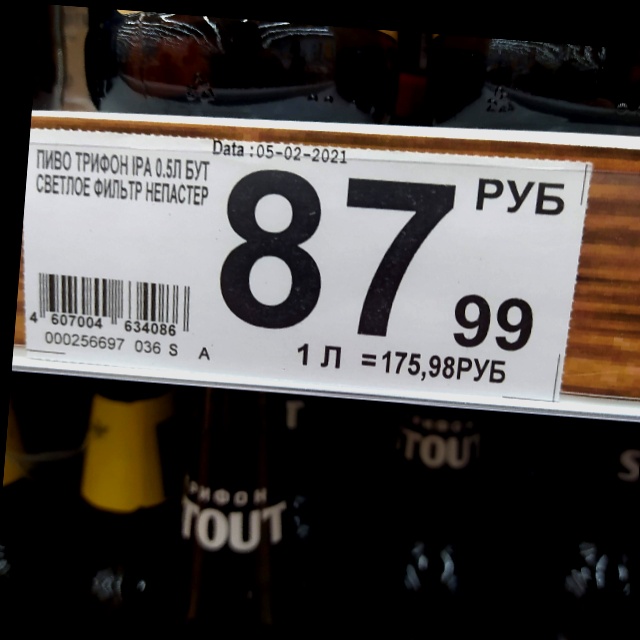 Data :05-02-2021
ПИВО ТРИФОН IPA 0.5Л БУТ
СВЕТЛОЕ ФИЛЬТР НЕПАСТЕР
87 РУБ
99
4 607004 634086
000256697 036 S A
1 Л =175,98РУБ
ТРИФОН
TOUT
TOUT